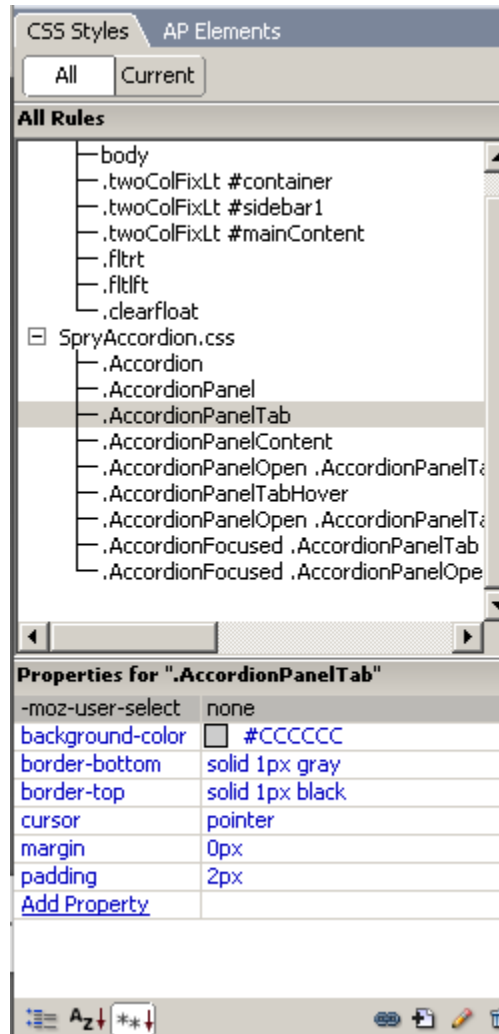 CSS Styles AP Elements
All Current
All Rules
body
.twoColFixLt #container
.twoColFixLt #sidebar1
.twoColFixLt #mainContent
.fltrt
.fltlft
.clearfloat
SpryAccordion.css
.Accordion
.AccordionPanel
.AccordionPanelTab
.AccordionPanelContent
.AccordionPanelOpen .AccordionPanelTa
.AccordionPanelTabHover
.AccordionPanelOpen .AccordionPanelTa
.AccordionFocused .AccordionPanelTab
.AccordionFocused .AccordionPanelOpe
Properties for ".AccordionPanelTab"
-moz-user-select none
background-color #CCCCCC
border-bottom solid 1px gray
border-top solid 1px black
cursor pointer
margin 0px
padding 2px
Add Property
AZ **